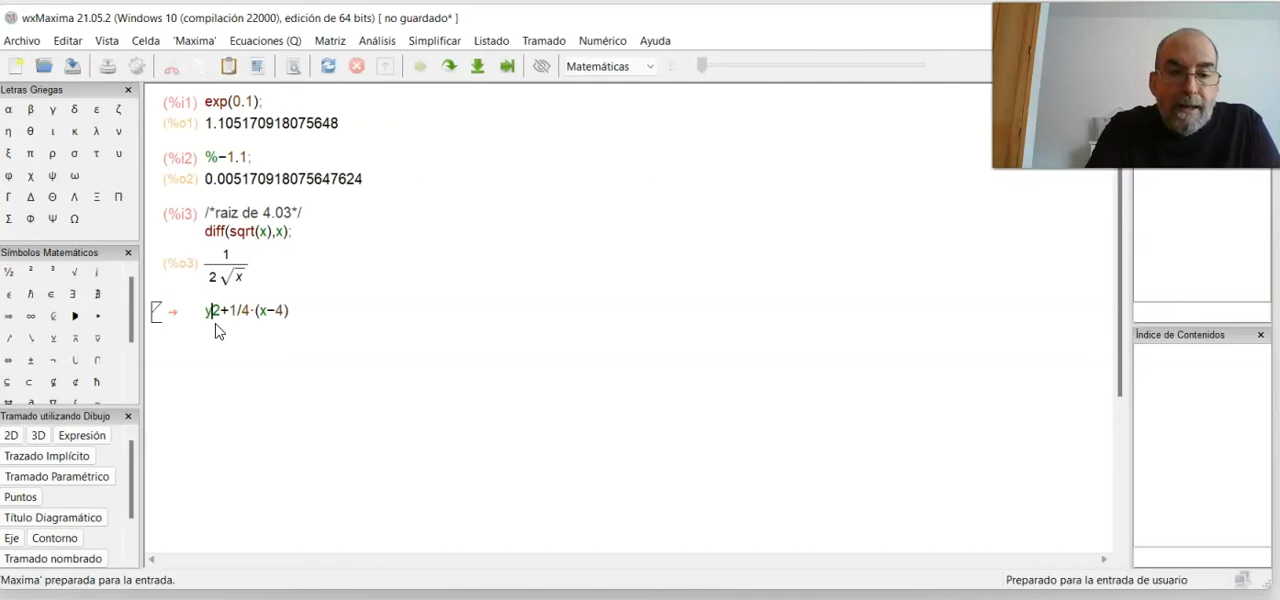 wxMaxima 21.05.2 (Windows 10 (compilación 22000), edición de 64 bits) [ no guardado* ]
Archivo Editar Vista Celda 'Maxima' Ecuaciones (Q) Matriz Análisis Simplificar Listado Tramado Numérico Ayuda
Matemáticas
Letras Griegas
α β γ δ ε ζ
η θ ι κ λ ν
ξ π ρ σ τ υ
φ χ ψ ω
Γ Δ Θ Λ Ξ Π
Σ Φ Ψ Ω
Símbolos Matemáticos
½ ² ³ √ i
∈ ∃ ∄
⇒ ∞
⇔ ± ¬ ∪ ∩
⊆ ⊂ ⊄ ħ
Tramado utilizando Dibujo
2D 3D Expresión
Trazado Implícito
Tramado Paramétrico
Puntos
Título Diagramático
Eje Contorno
Tramado nombrado
(%i1) exp(0.1);
(%o1) 1.105170918075648
(%i2) %−1.1;
(%o2) 0.005170918075647624
(%i3) /*raiz de 4.03*/
diff(sqrt(x),x);
(%o3) 1
2 √x
y2+1/4·(x−4)
Índice de Contenidos
'Maxima' preparada para la entrada.
Preparado para la entrada de usuario